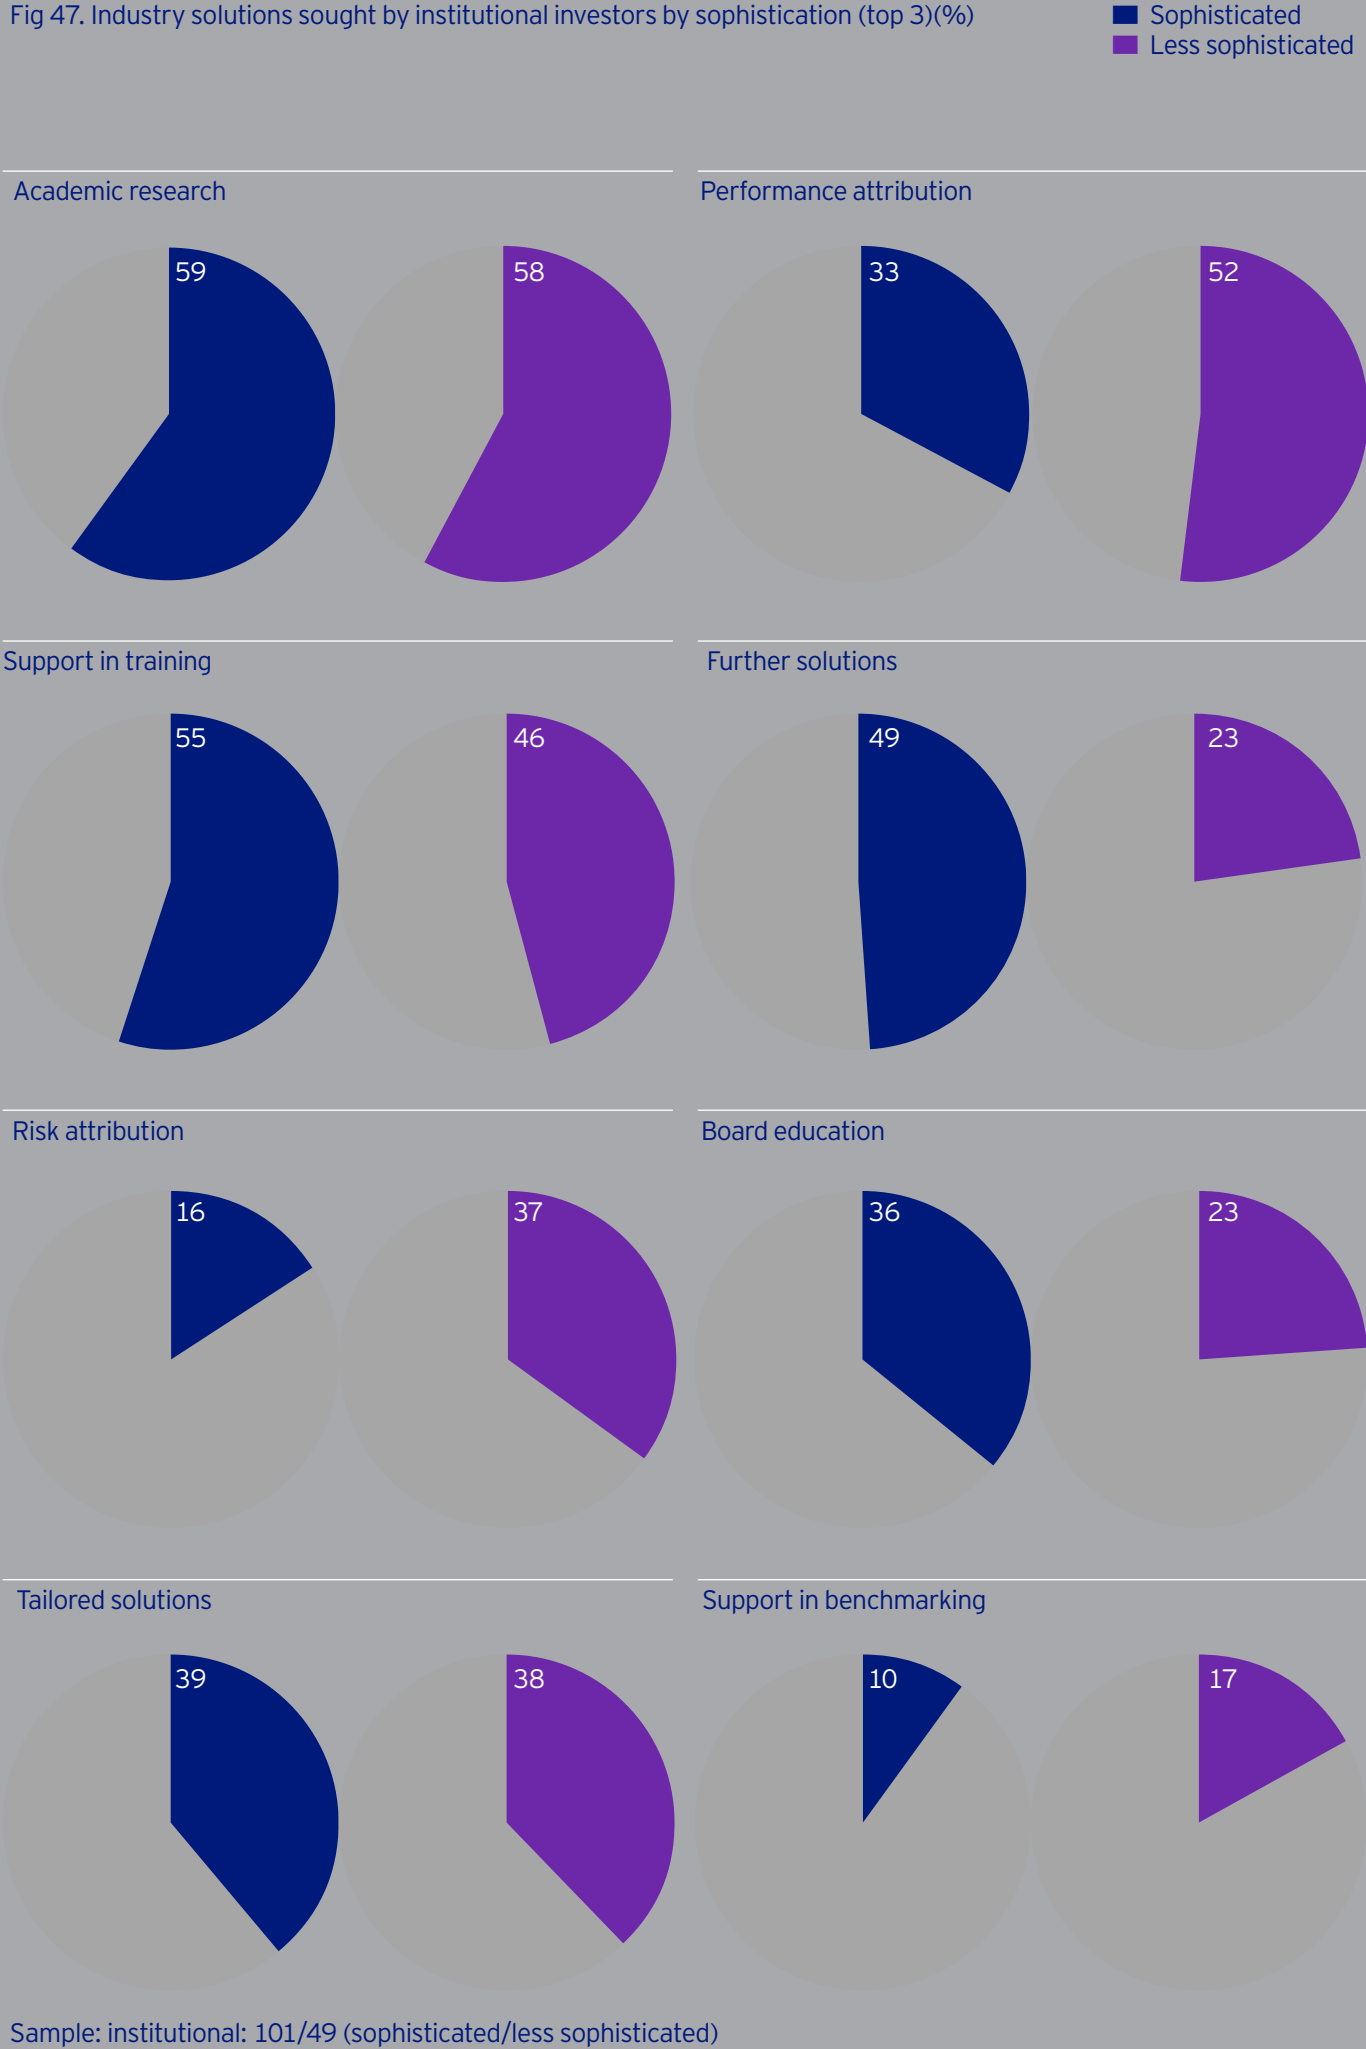 Fig 47. Industry solutions sought by institutional investors by sophistication (top 3)(%)
Sophisticated
Less sophisticated
Academic research
59
58
Performance attribution
33
52
Support in training
55
46
Further solutions
49
23
Risk attribution
16
37
Board education
36
23
Tailored solutions
39
38
Support in benchmarking
10
17
Sample: institutional: 101/49 (sophisticated/less sophisticated)